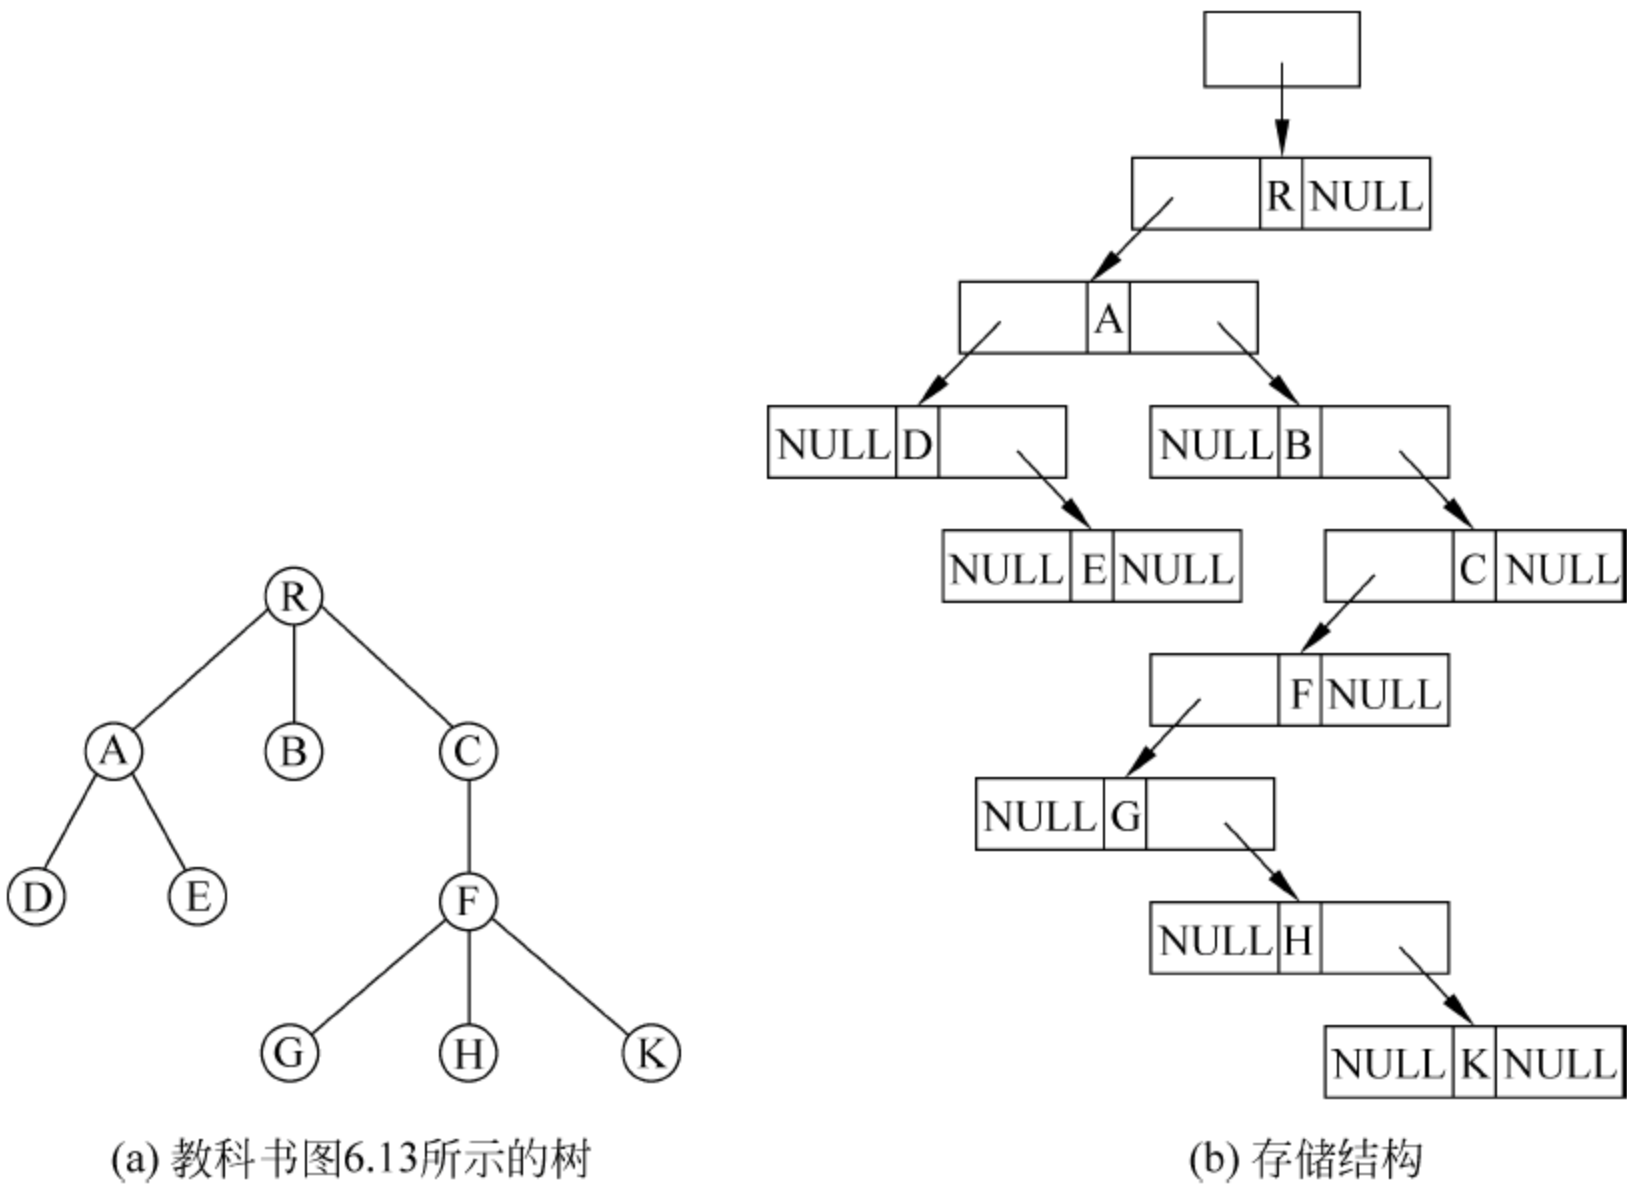 R NULL
A
NULL D NULL B
NULL E NULL C NULL
R F NULL
A B C NULL G
D E F NULL H
G H K NULL K NULL
(a) 教科书图6.13所示的树 (b) 存储结构